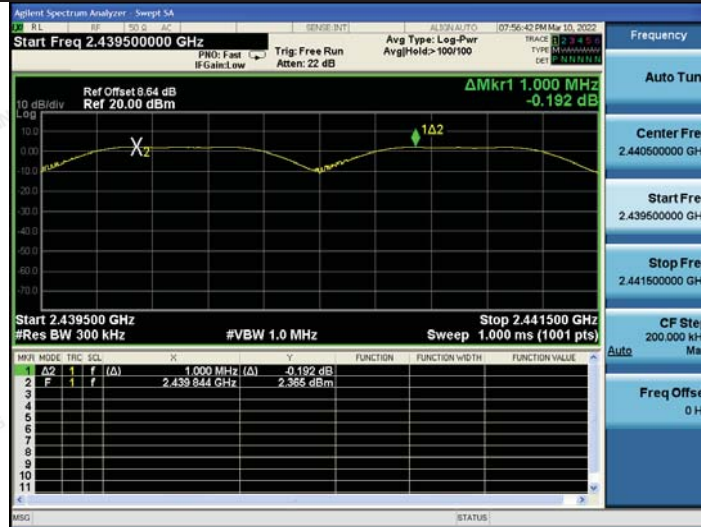 Agilent Spectrum Analyzer - Swept SA
RL RF 50 Ω AC SENSE:INT ALIGN AUTO 07:56:42 PM Mar 10, 2022
Start Freq 2.439500000 GHz
PNO: Fast
IFGain:Low
Trig: Free Run
Atten: 22 dB
Avg Type: Log-Pwr
Avg|Hold:>100/100
TRACE 1 2 3 4 5 6
TYPE M
DET P N N N N N
ΔMkr1 1.000 MHz
-0.192 dB
Ref Offset 8.64 dB
10 dB/div Ref 20.00 dBm
Log
10.0
0.00
-10.0
-20.0
-30.0
-40.0
-50.0
-60.0
-70.0
X2
1Δ2
Start 2.439500 GHz Stop 2.441500 GHz
#Res BW 300 kHz #VBW 1.0 MHz Sweep 1.000 ms (1001 pts)
MKR MODE TRC SCL X Y FUNCTION FUNCTION WIDTH FUNCTION VALUE
1 Δ2 1 f (Δ) 1.000 MHz (Δ) -0.192 dB
2 F 1 f 2.439 844 GHz 2.365 dBm
3
4
5
6
7
8
9
10
11
MSG STATUS
Frequency
Auto Tun
Center Fre
2.440500000 GH
Start Fre
2.439500000 GH
Stop Fre
2.441500000 GH
CF Ste
200.000 kH
Auto Ma
Freq Offse
0 H